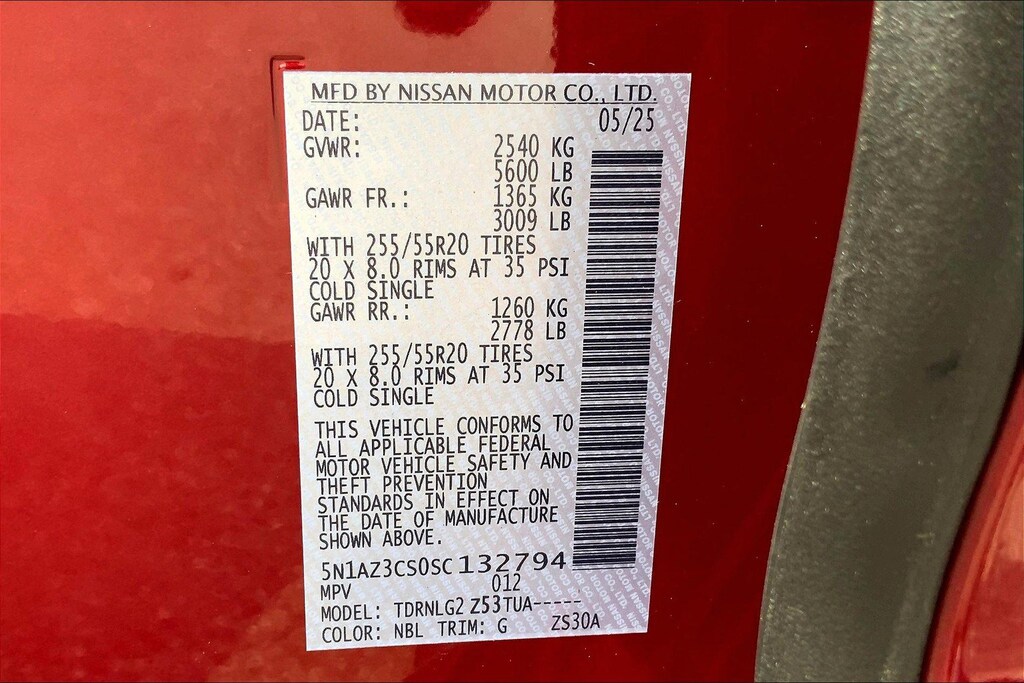 MFD BY NISSAN MOTOR CO., LTD.
DATE: 05/25
GVWR: 2540 KG
5600 LB
GAWR FR.: 1365 KG
3009 LB
WITH 255/55R20 TIRES
20 X 8.0 RIMS AT 35 PSI
COLD SINGLE
GAWR RR.: 1260 KG
2778 LB
WITH 255/55R20 TIRES
20 X 8.0 RIMS AT 35 PSI
COLD SINGLE
THIS VEHICLE CONFORMS TO
ALL APPLICABLE FEDERAL
MOTOR VEHICLE SAFETY AND
THEFT PREVENTION
STANDARDS IN EFFECT ON
THE DATE OF MANUFACTURE
SHOWN ABOVE.
5N1AZ3CS0SC132794
MPV 012
MODEL: TDRNLG2 Z53TUA-----
COLOR: NBL TRIM: G ZS30A